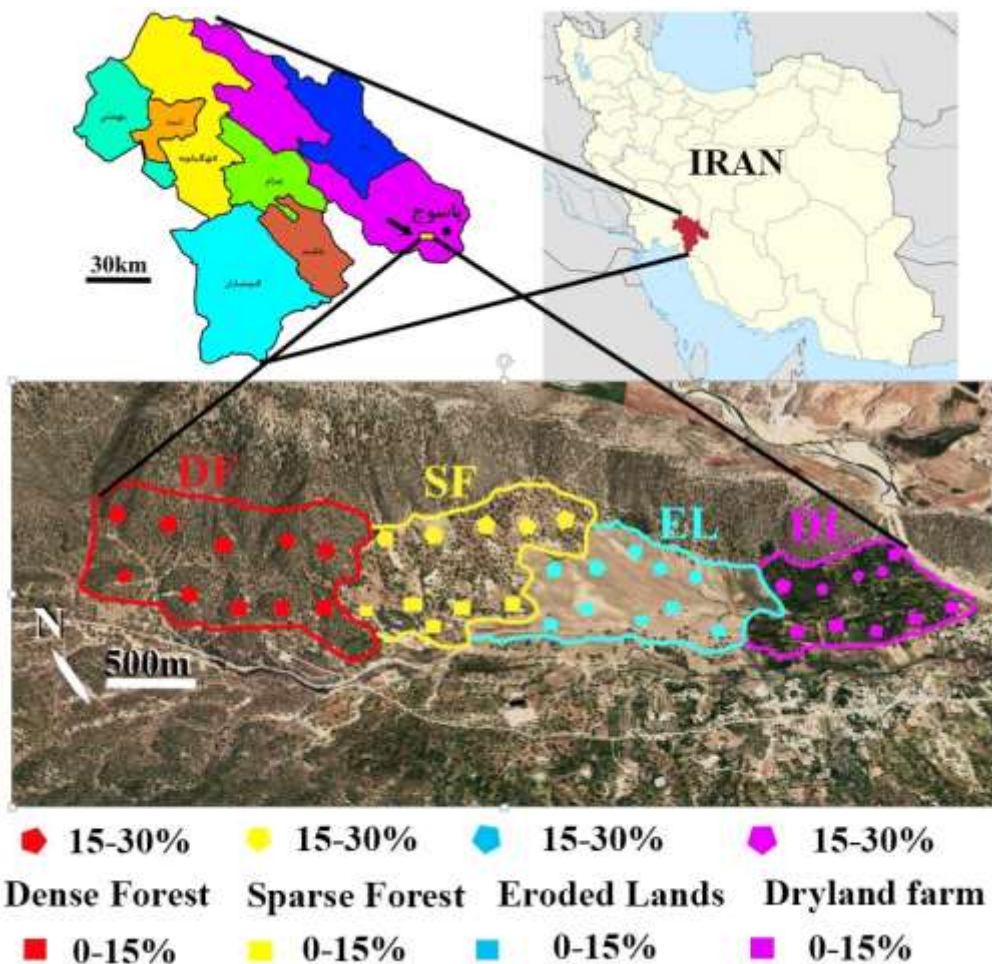 IRAN
یاسوج
30km
DF
SF
EL
DL
N
500m
15-30% 15-30% 15-30% 15-30%
Dense Forest Sparse Forest Eroded Lands Dryland farm
0-15% 0-15% 0-15% 0-15%